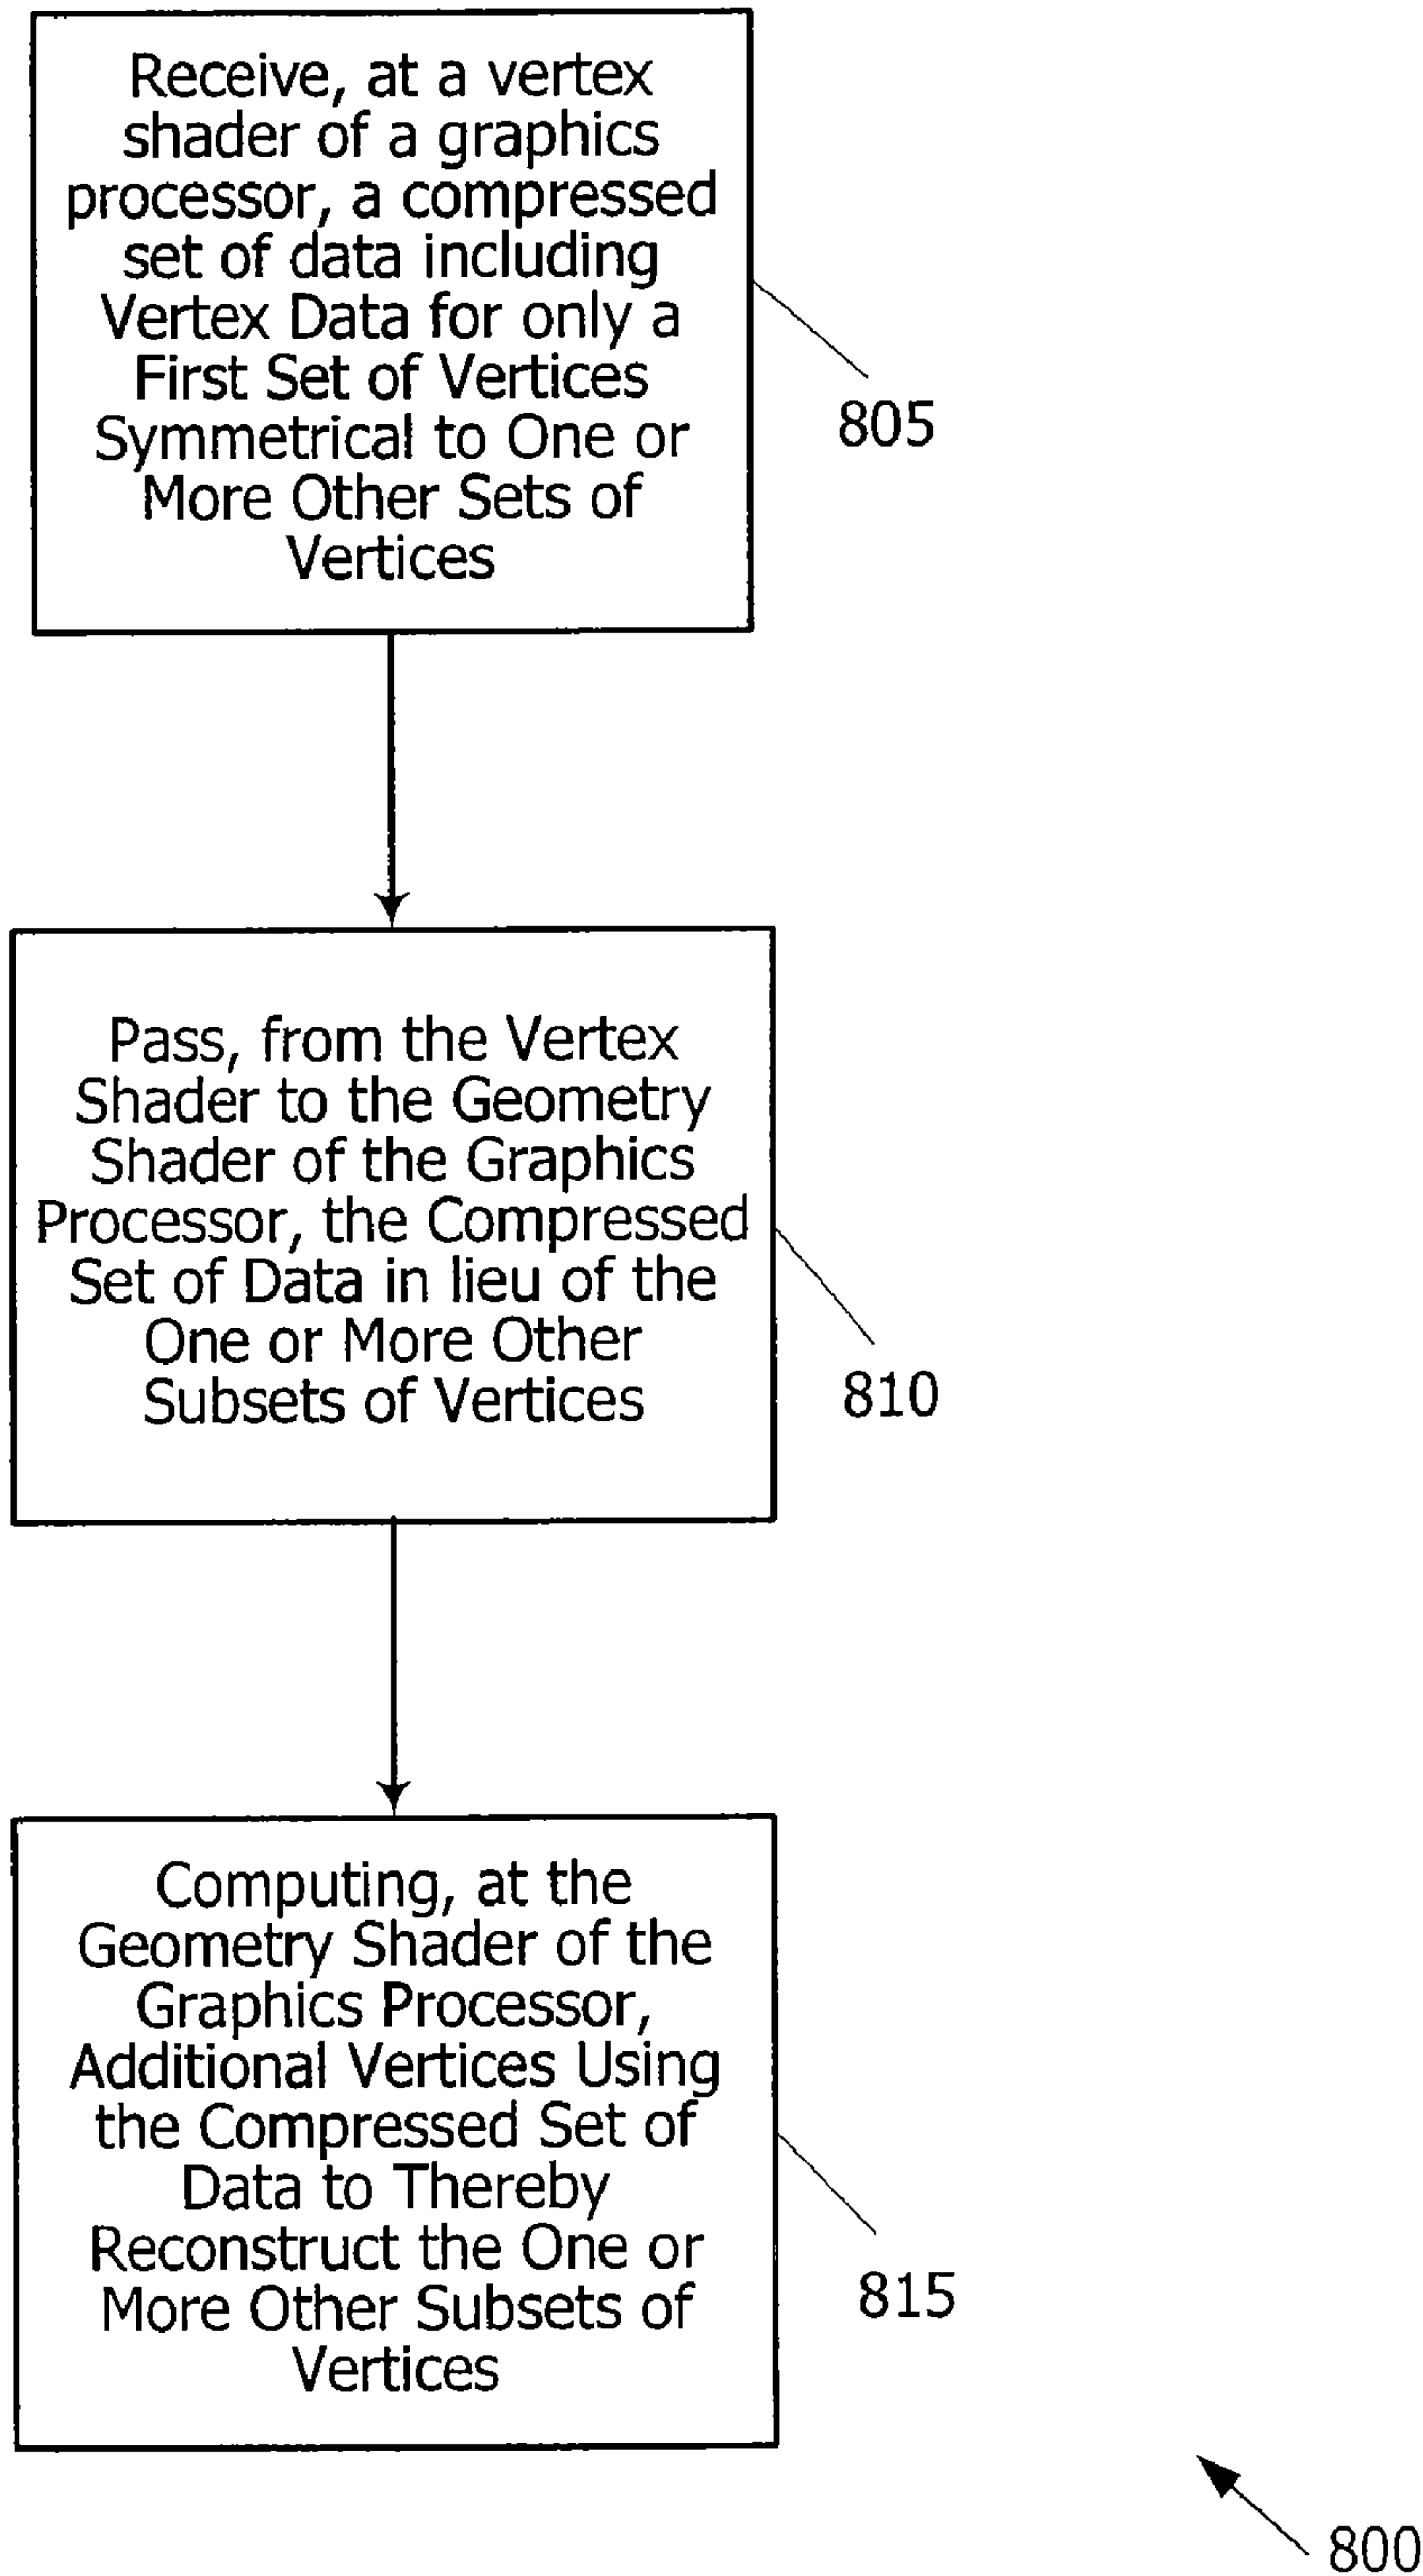 Receive, at a vertex
shader of a graphics
processor, a compressed
set of data including
Vertex Data for only a
First Set of Vertices
Symmetrical to One or
More Other Sets of
Vertices
805
Pass, from the Vertex
Shader to the Geometry
Shader of the Graphics
Processor, the Compressed
Set of Data in lieu of the
One or More Other
Subsets of Vertices
810
Computing, at the
Geometry Shader of the
Graphics Processor,
Additional Vertices Using
the Compressed Set of
Data to Thereby
Reconstruct the One or
More Other Subsets of
Vertices
815
800